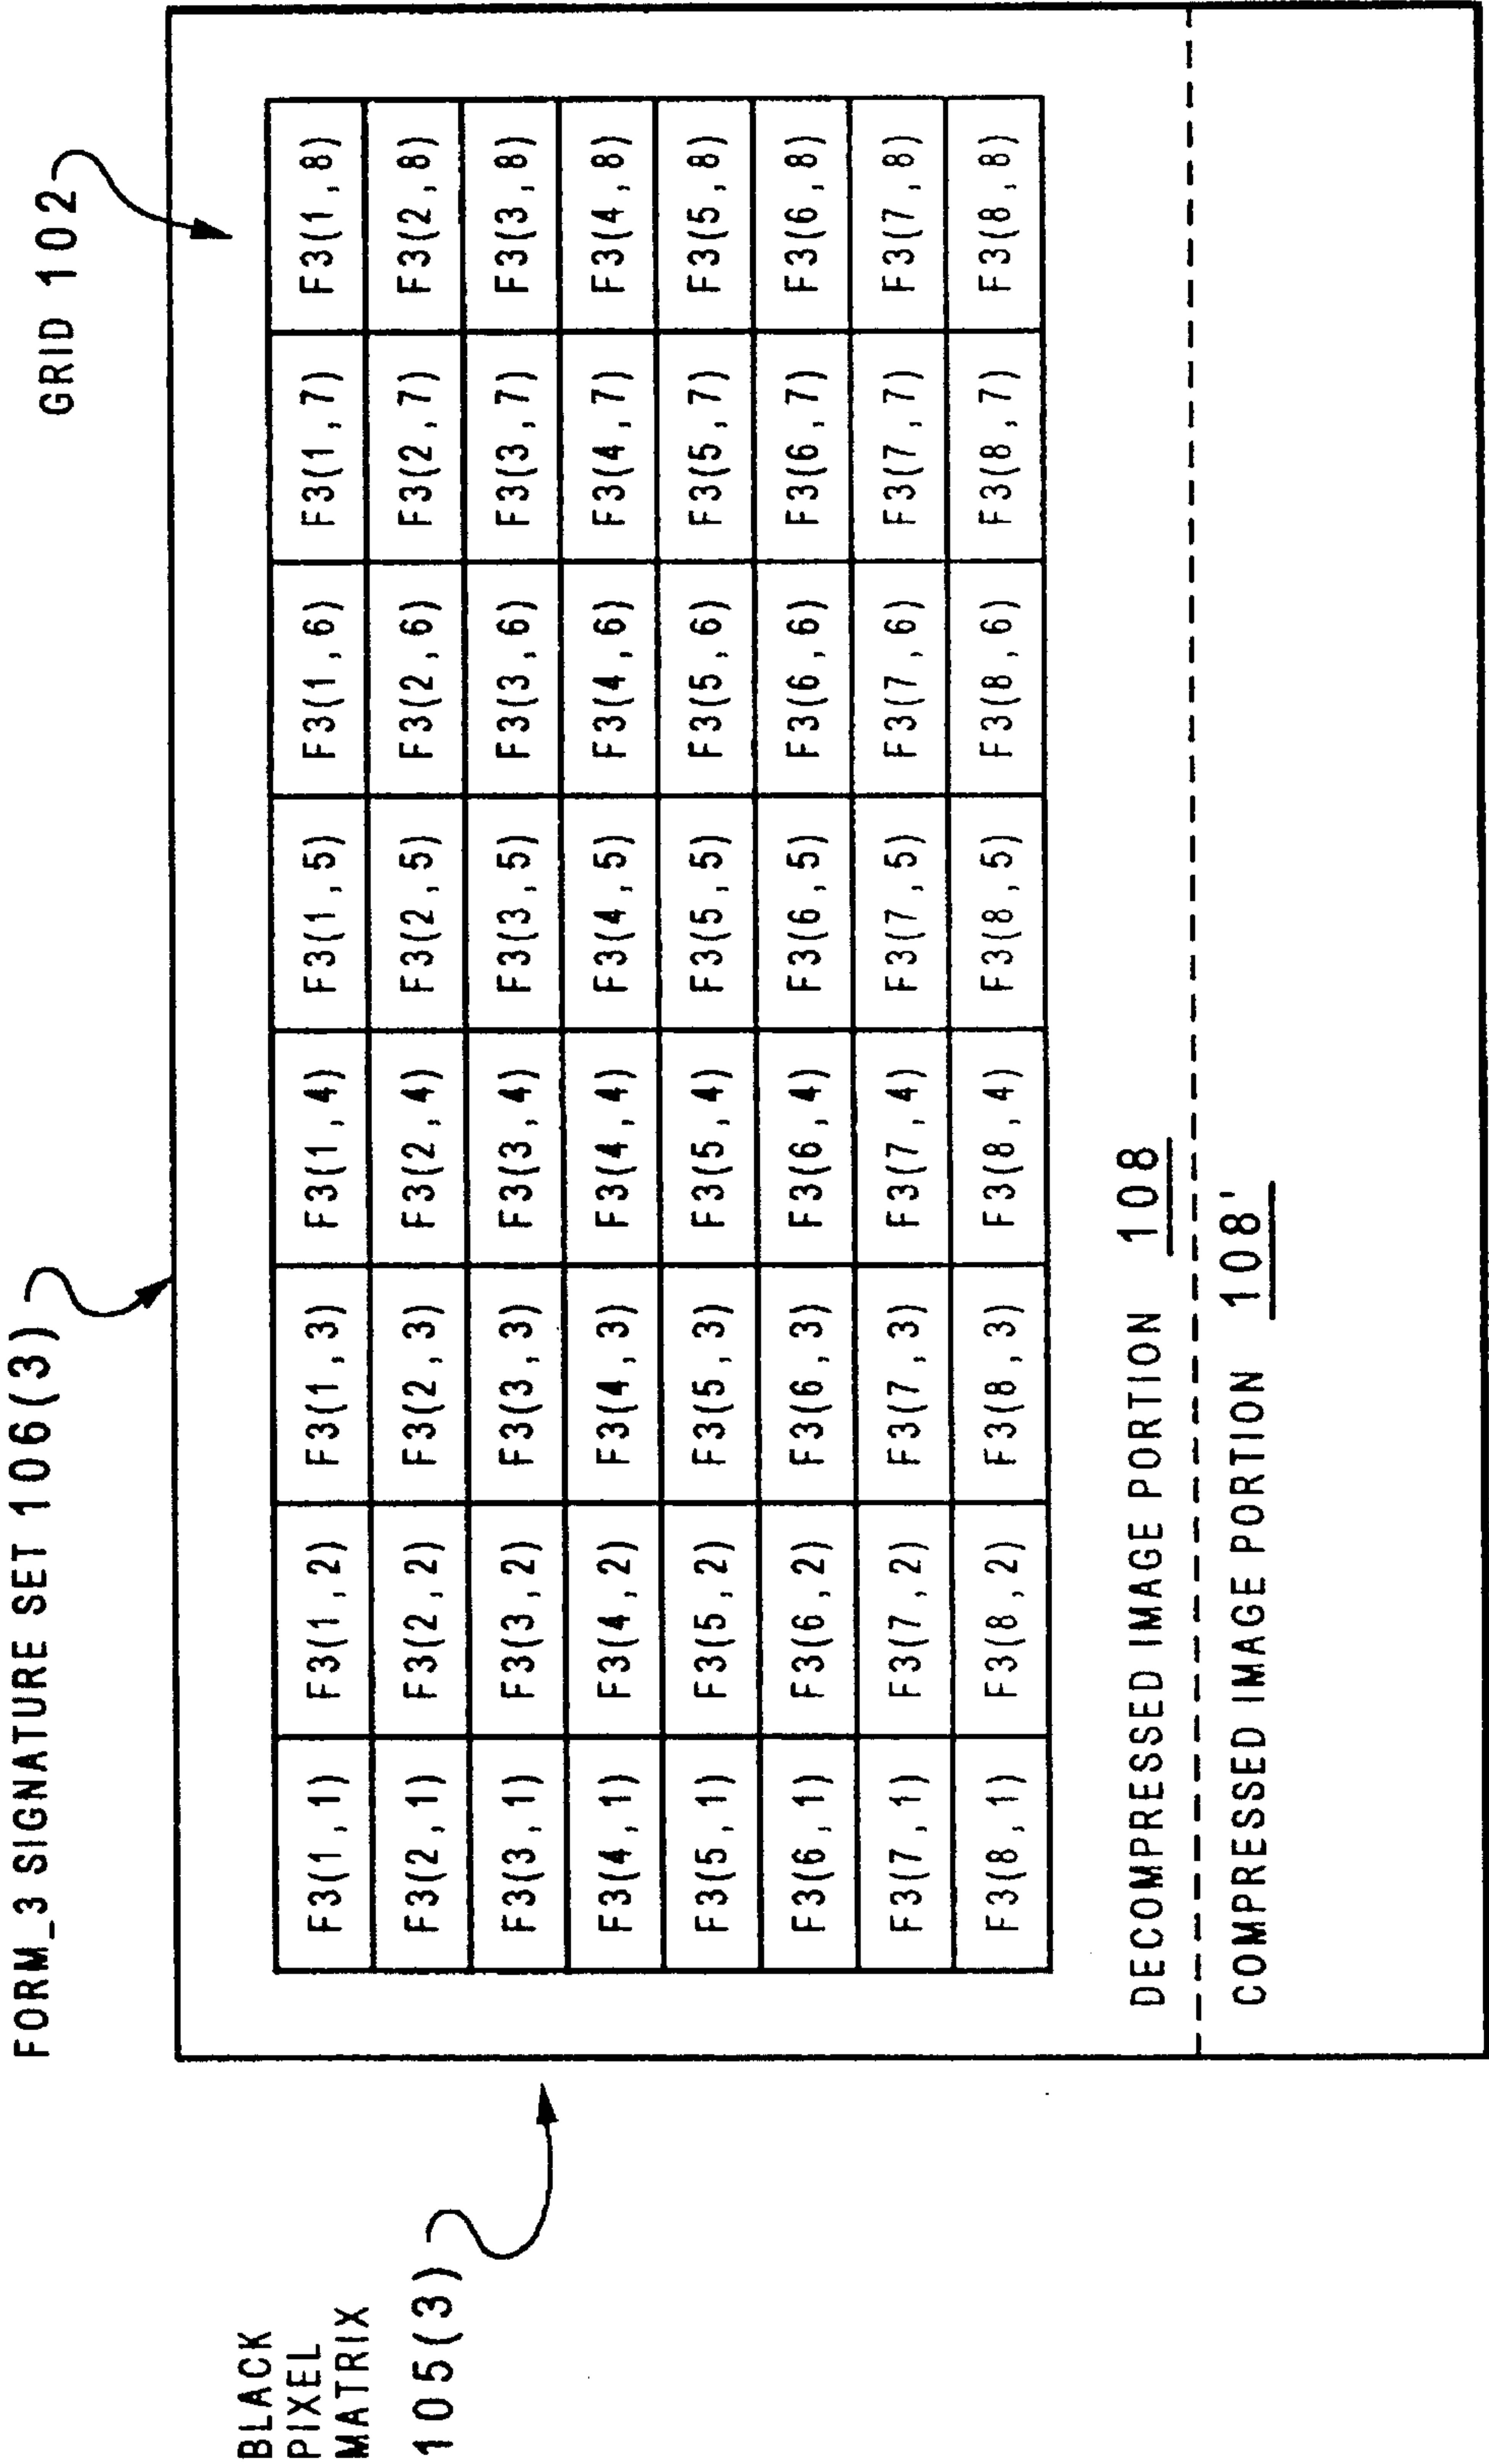 FORM_3 SIGNATURE SET 106(3)
GRID 102
BLACK
PIXEL
MATRIX
105(3)
F3(1,1) F3(1,2) F3(1,3) F3(1,4) F3(1,5) F3(1,6) F3(1,7) F3(1,8)
F3(2,1) F3(2,2) F3(2,3) F3(2,4) F3(2,5) F3(2,6) F3(2,7) F3(2,8)
F3(3,1) F3(3,2) F3(3,3) F3(3,4) F3(3,5) F3(3,6) F3(3,7) F3(3,8)
F3(4,1) F3(4,2) F3(4,3) F3(4,4) F3(4,5) F3(4,6) F3(4,7) F3(4,8)
F3(5,1) F3(5,2) F3(5,3) F3(5,4) F3(5,5) F3(5,6) F3(5,7) F3(5,8)
F3(6,1) F3(6,2) F3(6,3) F3(6,4) F3(6,5) F3(6,6) F3(6,7) F3(6,8)
F3(7,1) F3(7,2) F3(7,3) F3(7,4) F3(7,5) F3(7,6) F3(7,7) F3(7,8)
F3(8,1) F3(8,2) F3(8,3) F3(8,4) F3(8,5) F3(8,6) F3(8,7) F3(8,8)
DECOMPRESSED IMAGE PORTION 108
COMPRESSED IMAGE PORTION 108'